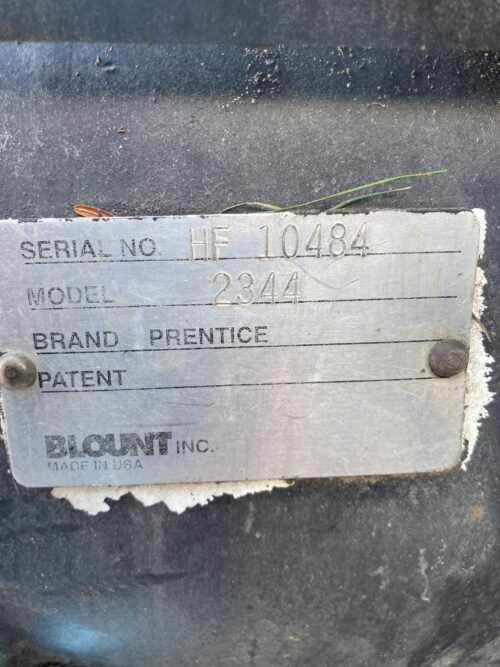 SERIAL NO. HF 10484
MODEL 2344
BRAND PRENTICE
PATENT
BLOUNT INC.
MADE IN USA